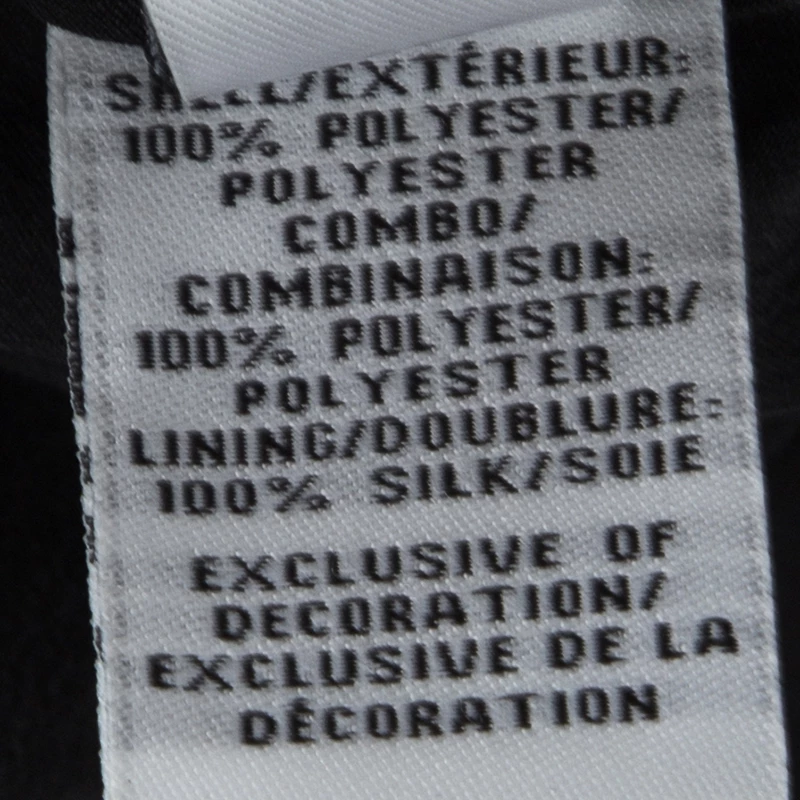 SHELL/EXTÉRIEUR:
100% POLYESTER/
POLYESTER
COMBO/
COMBINAISON:
100% POLYESTER/
POLYESTER
LINING/DOUBLURE:
100% SILK/SOIE
EXCLUSIVE OF
DECORATION/
EXCLUSIVE DE LA
DÉCORATION